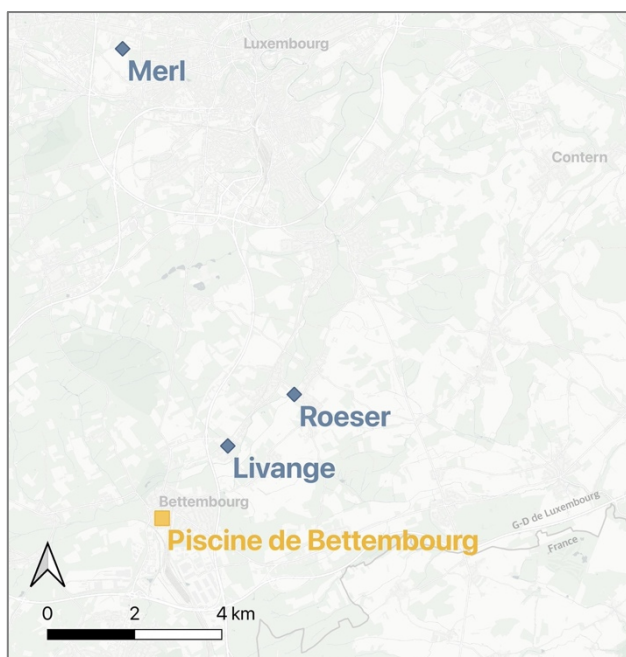 Luxembourg
Merl
Contern
Roeser
Livange
Bettembourg
Piscine de Bettembourg
G-D de Luxembourg
France
0 2 4 km